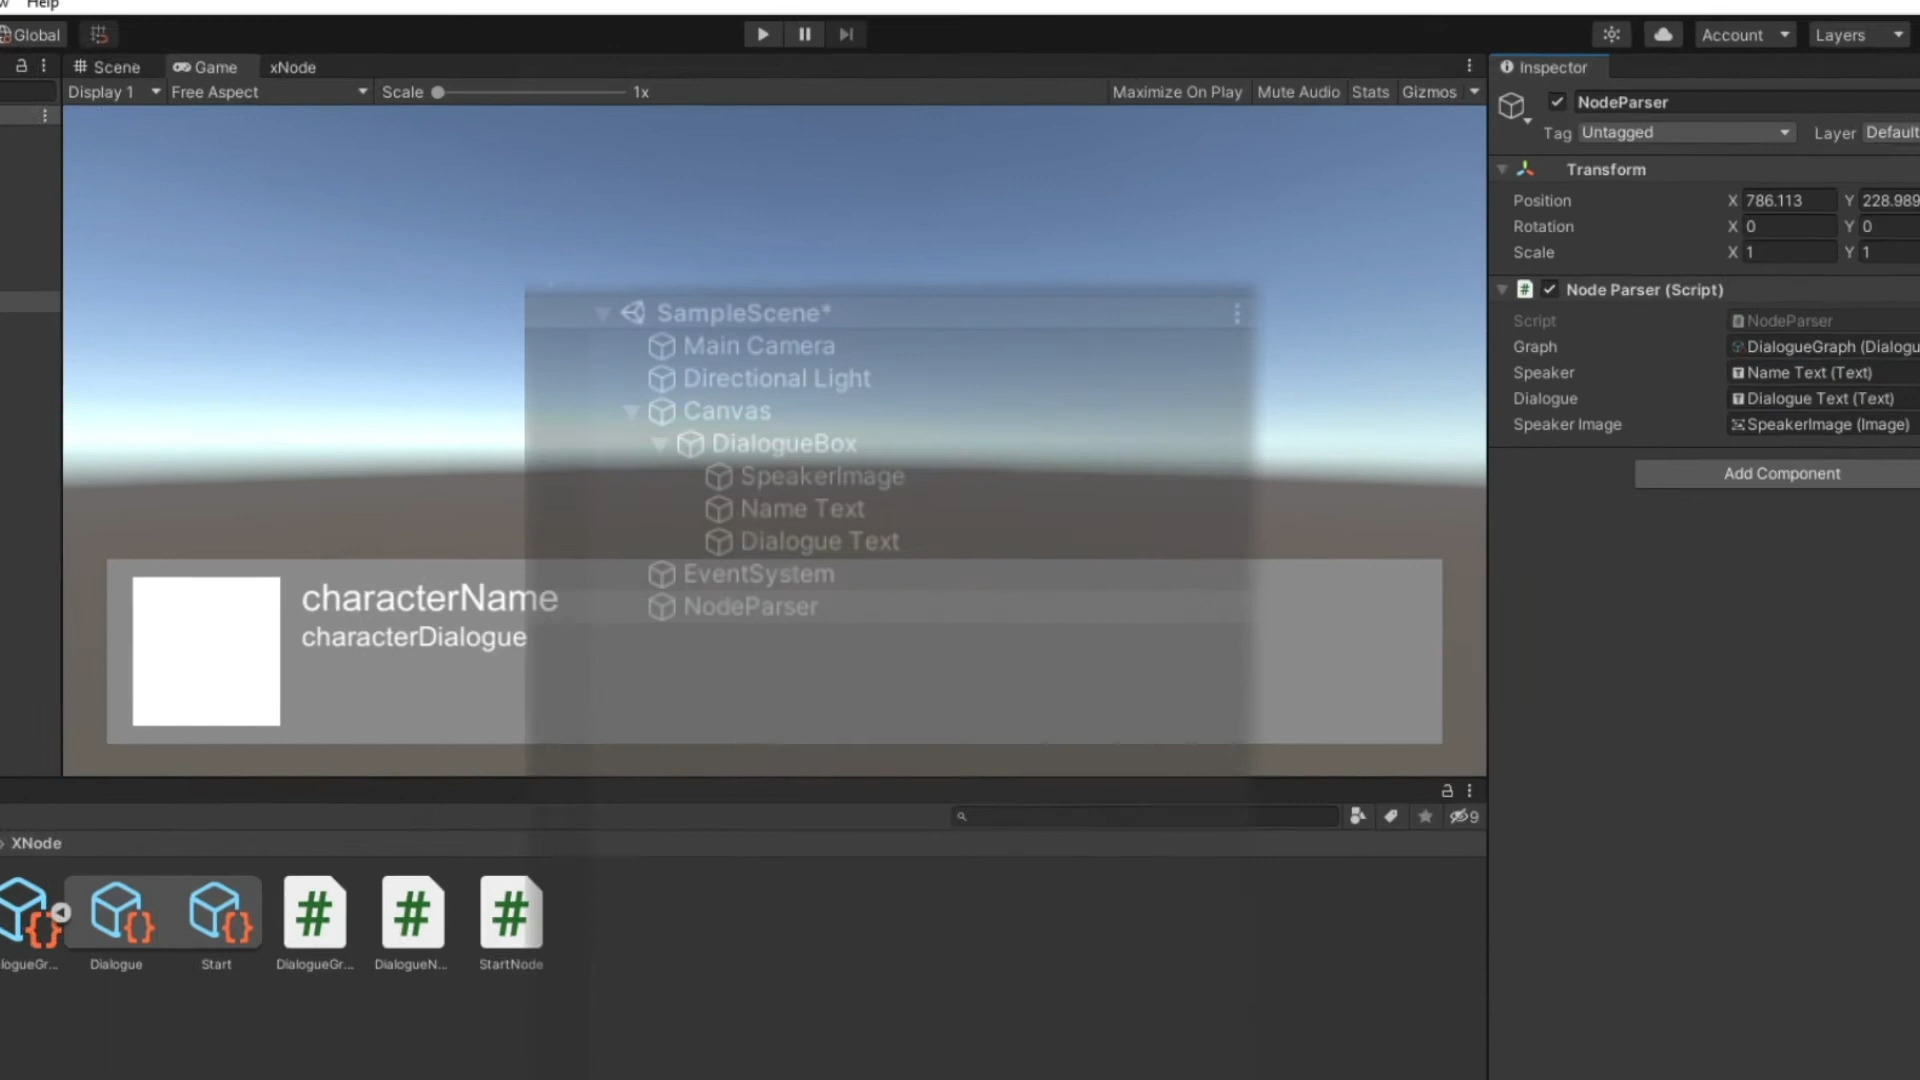 Help
Global
Account
Layers
Scene
Game
xNode
Inspector
Display 1
Free Aspect
Scale
1x
Maximize On Play
Mute Audio
Stats
Gizmos
NodeParser
Tag
Untagged
Layer
Default
Transform
Position
X
786.113
Y
228.989
Rotation
X
0
Y
0
Scale
X
1
Y
1
# Node Parser (Script)
Script
NodeParser
Graph
DialogueGraph (Dialogu
Speaker
Name Text (Text)
Dialogue
Dialogue Text (Text)
Speaker Image
SpeakerImage (Image)
Add Component
SampleScene*
Main Camera
Directional Light
Canvas
DialogueBox
SpeakerImage
Name Text
Dialogue Text
EventSystem
NodeParser
characterName
characterDialogue
9
XNode
{}
{}
{}
#
#
#
logueGr...
Dialogue
Start
DialogueGr...
DialogueN...
StartNode